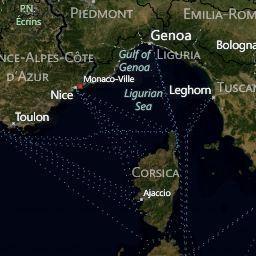 P.N.
Écrins
PIEDMONT
EMILIA-ROM
Genoa
Bologna
Gulf of
Genoa
LIGURIA
NCE-ALPES-CÔTE
D'AZUR
Monaco-Ville
Nice
Ligurian
Sea
Leghorn
TUSCAN
Toulon
CORSICA
Ajaccio